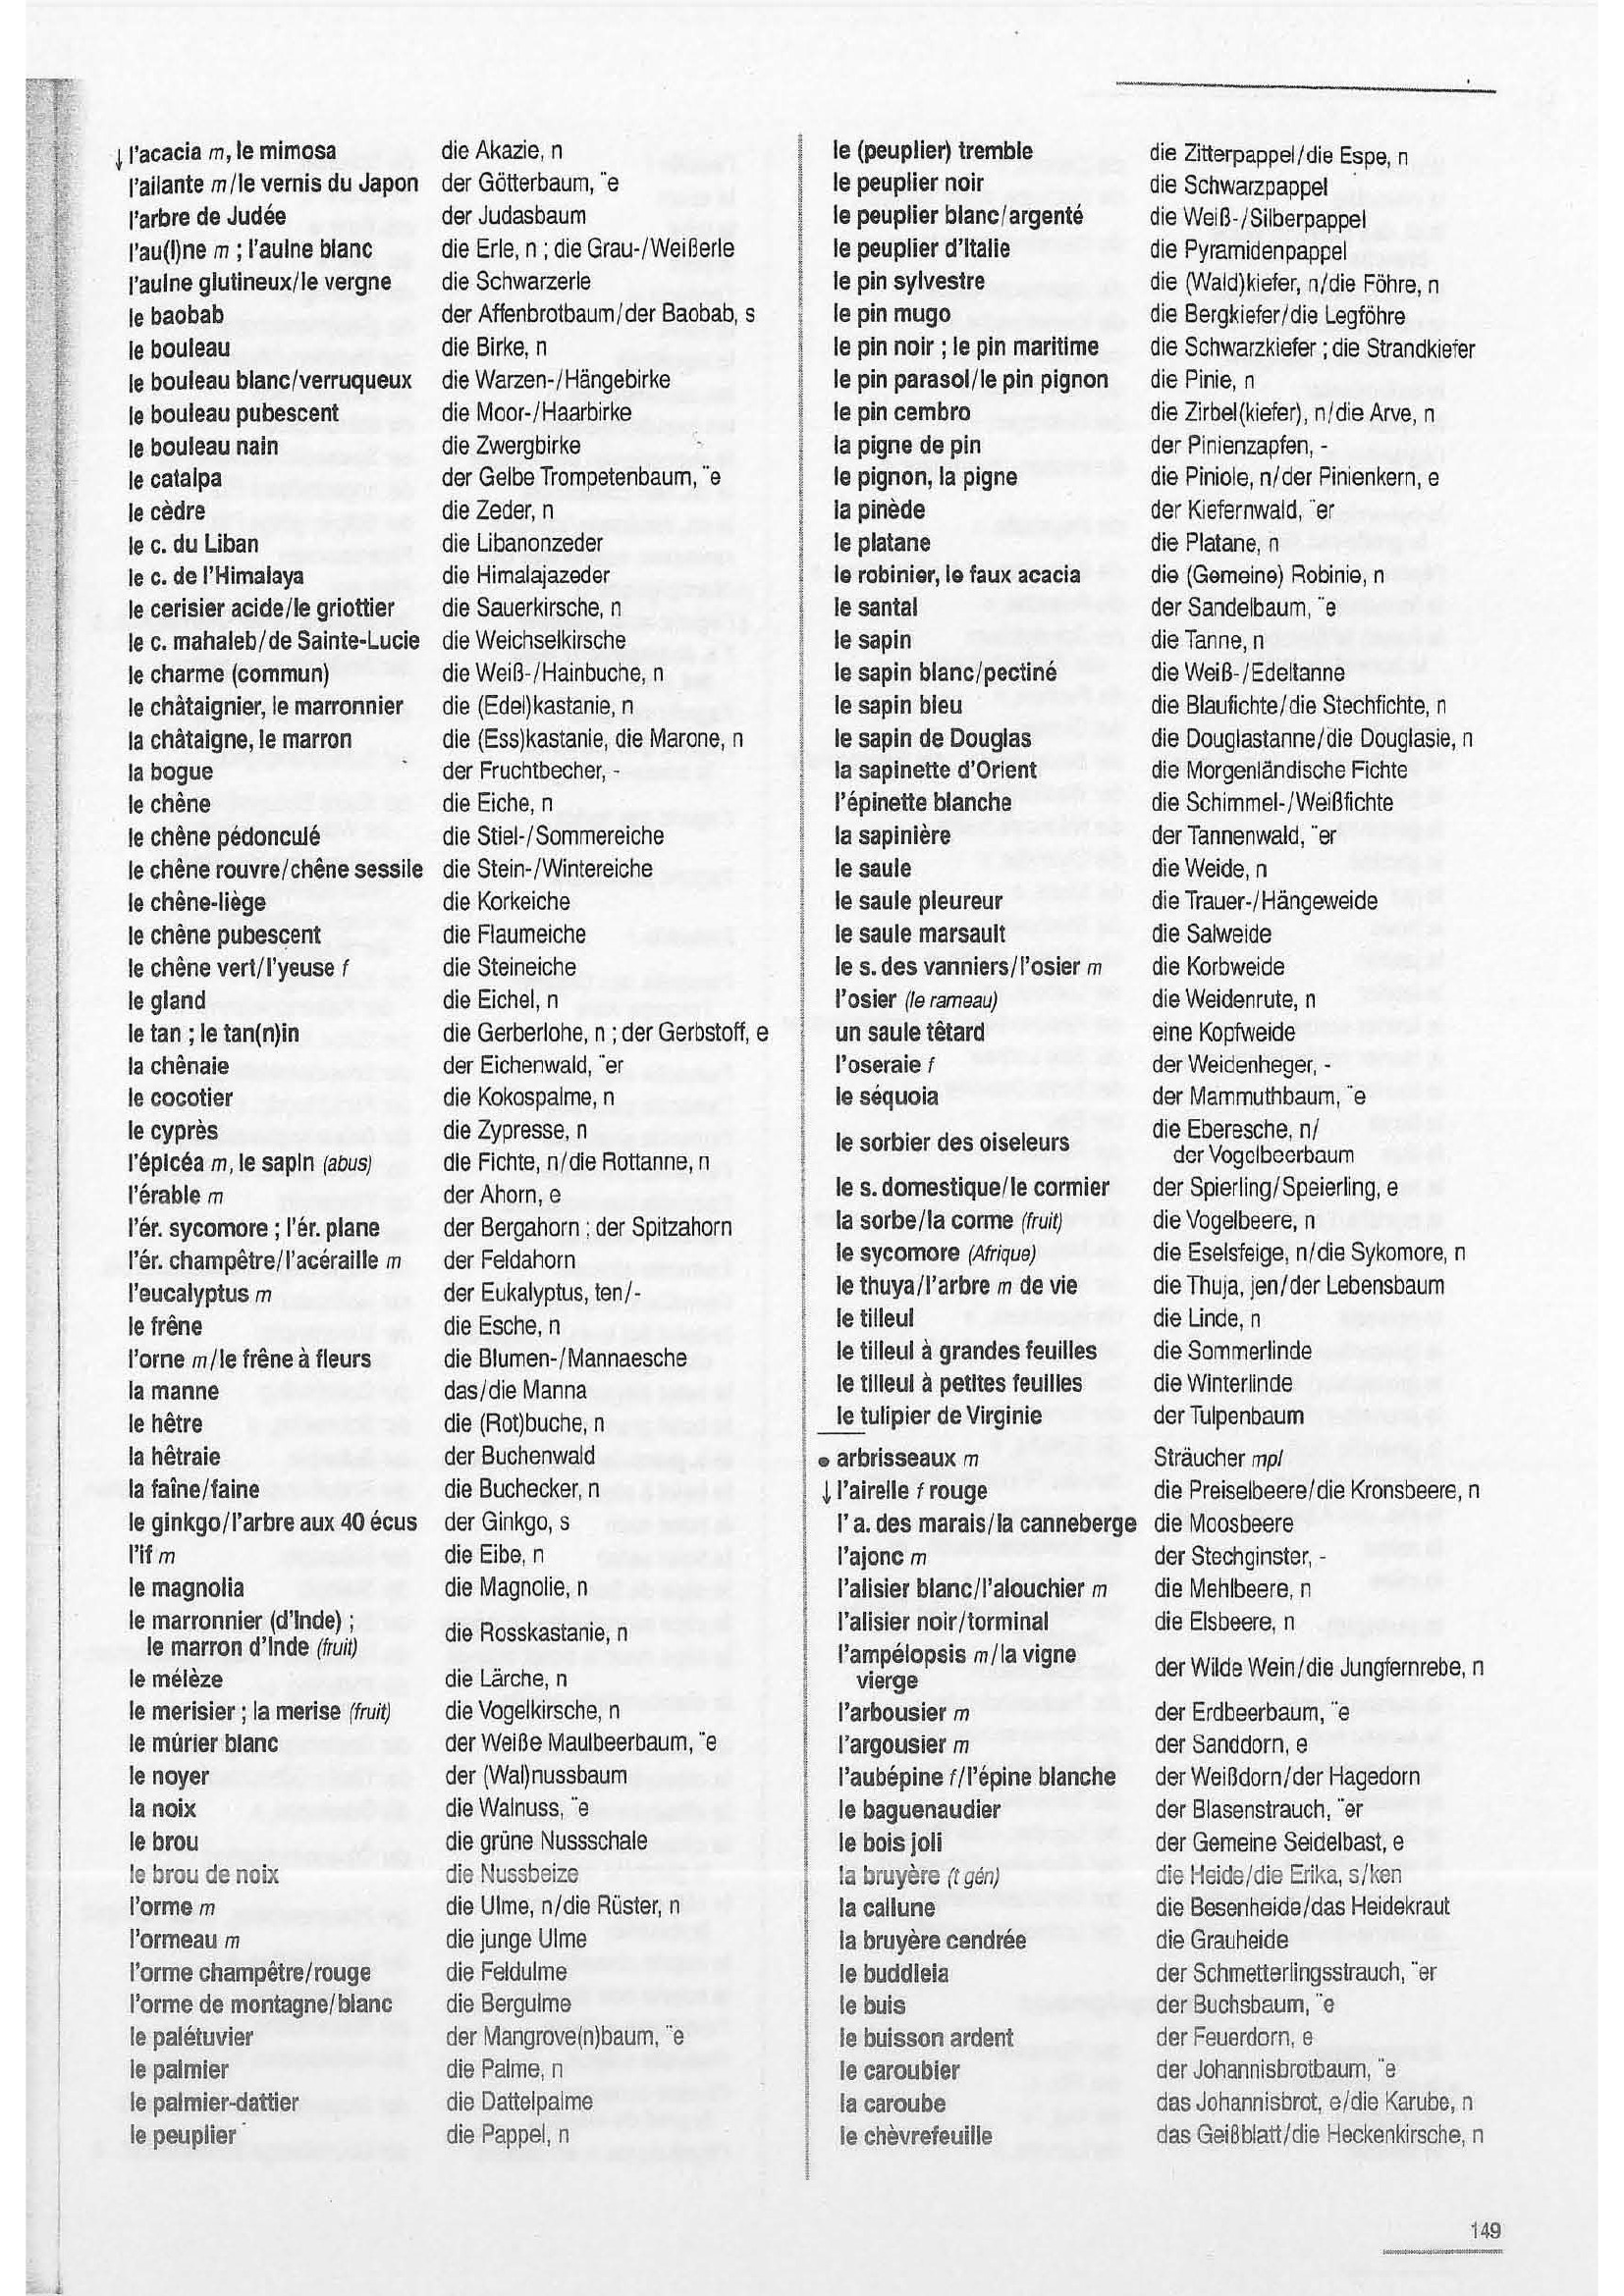 ↓ l'acacia m, le mimosa die Akazie, n
l'ailante m/le vernis du Japon der Götterbaum, ¨e
l'arbre de Judée der Judasbaum
l'au(l)ne m ; l'aulne blanc die Erle, n ; die Grau-/Weißerle
l'aulne glutineux/le vergne die Schwarzerle
le baobab der Affenbrotbaum/der Baobab, s
le bouleau die Birke, n
le bouleau blanc/verruqueux die Warzen-/Hängebirke
le bouleau pubescent die Moor-/Haarbirke
le bouleau nain die Zwergbirke
le catalpa der Gelbe Trompetenbaum, ¨e
le cèdre die Zeder, n
le c. du Liban die Libanonzeder
le c. de l'Himalaya die Himalajazeder
le cerisier acide/le griottier die Sauerkirsche, n
le c. mahaleb/de Sainte-Lucie die Weichselkirsche
le charme (commun) die Weiß-/Hainbuche, n
le châtaignier, le marronnier die (Edel)kastanie, n
la châtaigne, le marron die (Ess)kastanie, die Marone, n
la bogue der Fruchtbecher, -
le chêne die Eiche, n
le chêne pédonculé die Stiel-/Sommereiche
le chêne rouvre/chêne sessile die Stein-/Wintereiche
le chêne-liège die Korkeiche
le chêne pubescent die Flaumeiche
le chêne vert/l'yeuse f die Steineiche
le gland die Eichel, n
le tan ; le tan(n)in die Gerberlohe, n ; der Gerbstoff, e
la chênaie der Eichenwald, ¨er
le cocotier die Kokospalme, n
le cyprès die Zypresse, n
l'épicéa m, le sapin (abus) die Fichte, n/die Rottanne, n
l'érable m der Ahorn, e
l'ér. sycomore ; l'ér. plane der Bergahorn ; der Spitzahorn
l'ér. champêtre/l'acéraille m der Feldahorn
l'eucalyptus m der Eukalyptus, ten/-
le frêne die Esche, n
l'orne m/le frêne à fleurs die Blumen-/Mannaesche
la manne das/die Manna
le hêtre die (Rot)buche, n
la hêtraie der Buchenwald
la faîne/faine die Buchecker, n
le ginkgo/l'arbre aux 40 écus der Ginkgo, s
l'if m die Eibe, n
le magnolia die Magnolie, n
le marronnier (d'Inde) ;
le marron d'Inde (fruit) die Rosskastanie, n
le mélèze die Lärche, n
le merisier ; la merise (fruit) die Vogelkirsche, n
le mûrier blanc der Weiße Maulbeerbaum, ¨e
le noyer der (Wal)nussbaum
la noix die Walnuss, ¨e
le brou die grüne Nussschale
le brou de noix die Nussbeize
l'orme m die Ulme, n/die Rüster, n
l'ormeau m die junge Ulme
l'orme champêtre/rouge die Feldulme
l'orme de montagne/blanc die Bergulme
le palétuvier der Mangrove(n)baum, ¨e
le palmier die Palme, n
le palmier-dattier die Dattelpalme
le peuplier die Pappel, n
le (peuplier) tremble die Zitterpappel/die Espe, n
le peuplier noir die Schwarzpappel
le peuplier blanc/argenté die Weiß-/Silberpappel
le peuplier d'Italie die Pyramidenpappel
le pin sylvestre die (Wald)kiefer, n/die Föhre, n
le pin mugo die Bergkiefer/die Legföhre
le pin noir ; le pin maritime die Schwarzkiefer ; die Strandkiefer
le pin parasol/le pin pignon die Pinie, n
le pin cembro die Zirbel(kiefer), n/die Arve, n
la pigne de pin der Pinienzapfen, -
le pignon, la pigne die Piniole, n/der Pinienkern, e
la pinède der Kiefernwald, ¨er
le platane die Platane, n
le robinier, le faux acacia die (Gemeine) Robinie, n
le santal der Sandelbaum, ¨e
le sapin die Tanne, n
le sapin blanc/pectiné die Weiß-/Edeltanne
le sapin bleu die Blaufichte/die Stechfichte, n
le sapin de Douglas die Douglastanne/die Douglasie, n
la sapinette d'Orient die Morgenländische Fichte
l'épinette blanche die Schimmel-/Weißfichte
la sapinière der Tannenwald, ¨er
le saule die Weide, n
le saule pleureur die Trauer-/Hängeweide
le saule marsault die Salweide
le s. des vanniers/l'osier m die Korbweide
l'osier (le rameau) die Weidenrute, n
un saule têtard eine Kopfweide
l'oseraie f der Weidenheger, -
le séquoia der Mammuthbaum, ¨e
le sorbier des oiseleurs die Eberesche, n/
der Vogelbeerbaum
le s. domestique/le cormier der Spierling/Speierling, e
la sorbe/la corme (fruit) die Vogelbeere, n
le sycomore (Afrique) die Eselsfeige, n/die Sykomore, n
le thuya/l'arbre m de vie die Thuja, jen/der Lebensbaum
le tilleul die Linde, n
le tilleul à grandes feuilles die Sommerlinde
le tilleul à petites feuilles die Winterlinde
le tulipier de Virginie der Tulpenbaum
• arbrisseaux m Sträucher mpl
↓ l'airelle f rouge die Preiselbeere/die Kronsbeere, n
l'a. des marais/la canneberge die Moosbeere
l'ajonc m der Stechginster, -
l'alisier blanc/l'alouchier m die Mehlbeere, n
l'alisier noir/torminal die Elsbeere, n
l'ampélopsis m/la vigne
vierge der Wilde Wein/die Jungfernrebe, n
l'arbousier m der Erdbeerbaum, ¨e
l'argousier m der Sanddorn, e
l'aubépine f/l'épine blanche der Weißdorn/der Hagedorn
le baguenaudier der Blasenstrauch, ¨er
le bois joli der Gemeine Seidelbast, e
la bruyère (t gén) die Heide/die Erika, s/ken
la callune die Besenheide/das Heidekraut
la bruyère cendrée die Grauheide
le buddleia der Schmetterlingsstrauch, ¨er
le buis der Buchsbaum, ¨e
le buisson ardent der Feuerdorn, e
le caroubier der Johannisbrotbaum, ¨e
la caroube das Johannisbrot, e/die Karube, n
le chèvrefeuille das Geißblatt/die Heckenkirsche, n
149